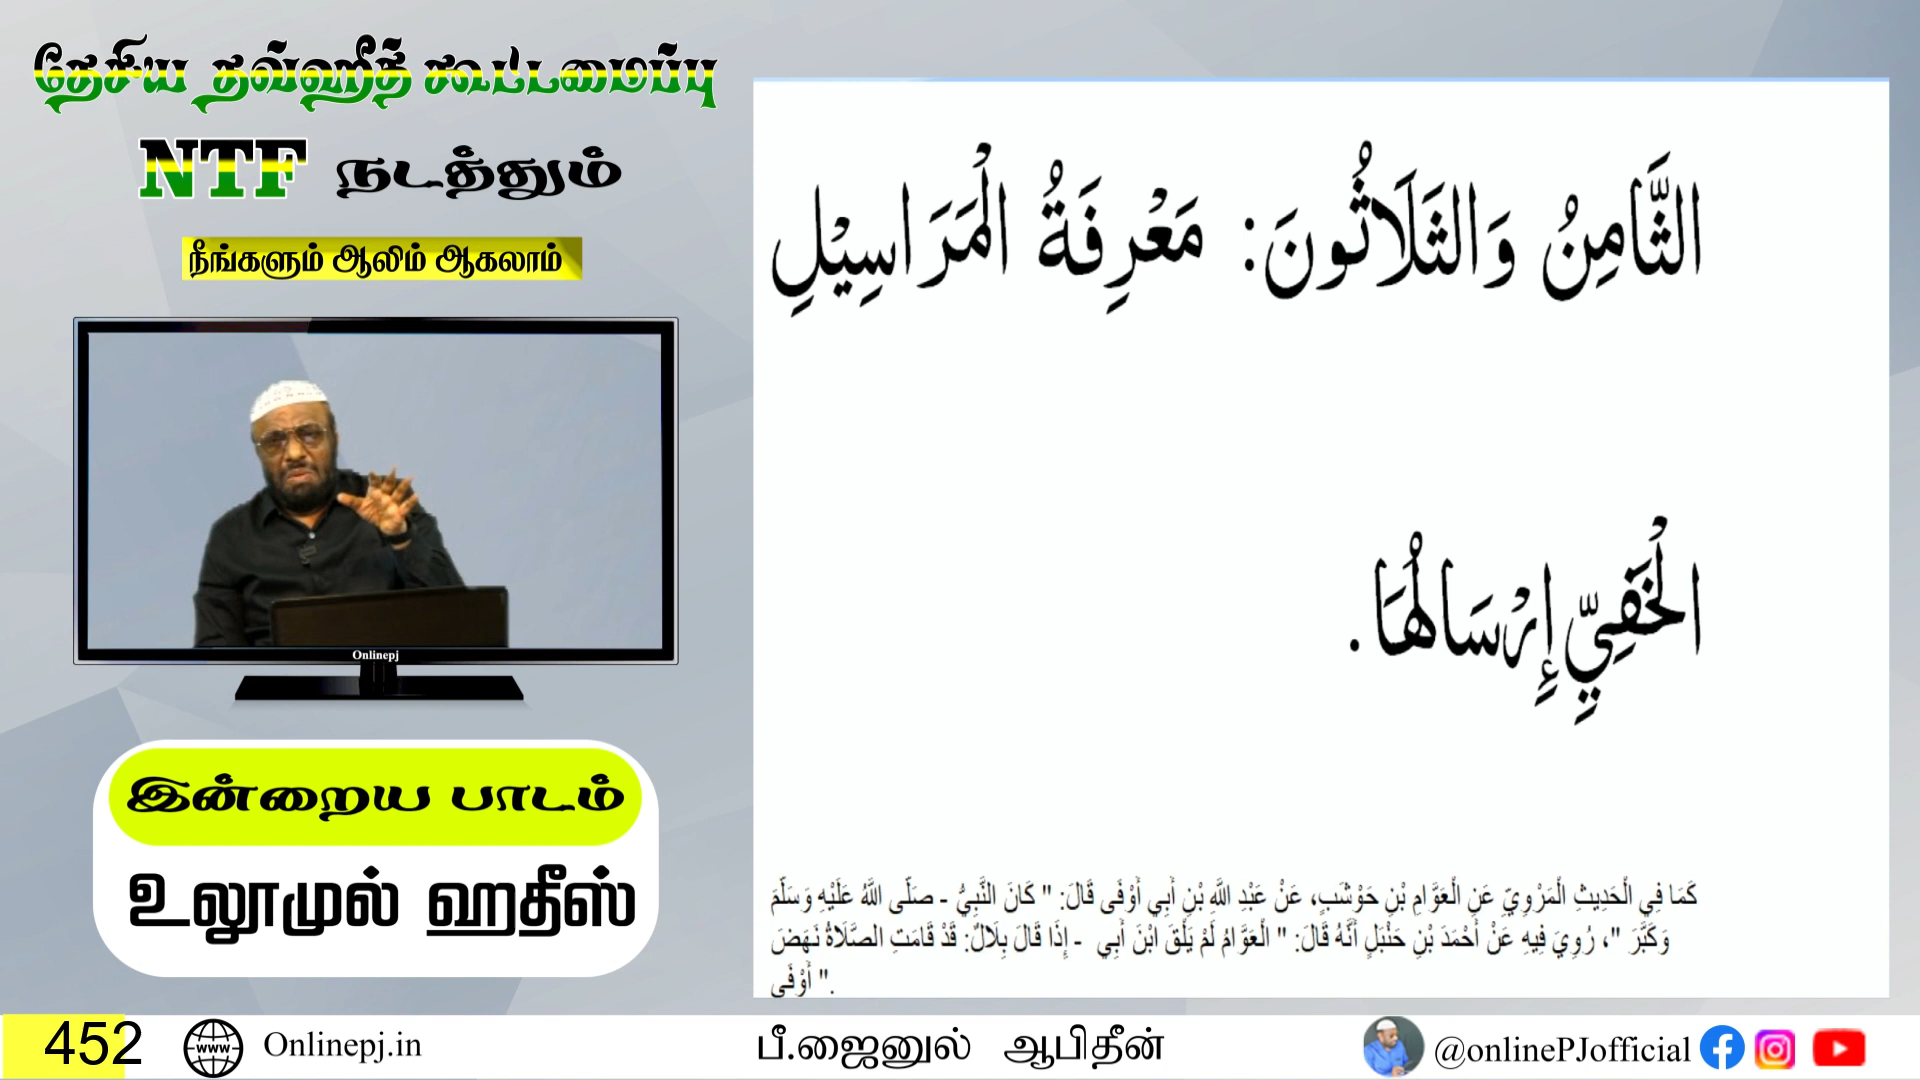 தேசிய தவ்ஹீத் கூட்டமைப்பு
NTF நடத்தும்
நீங்களும் ஆலிம் ஆகலாம்
Onlinepj
இன்றைய பாடம்
உலூமுல் ஹதீஸ்
الثَّامِنُ وَالثَّلَاثُونَ: مَعْرِفَةُ الْمَرَاسِيْلِ
الْخَفِيِّ إِرْسَالُهَا.
كَمَا فِي الْحَدِيثِ الْمَرْوِيِّ عَنِ الْعَوَّامِ بْنِ حَوْشَبٍ، عَنْ عَبْدِ اللَّهِ بْنِ أَبِي أَوْفَى قَالَ: " كَانَ النَّبِيُّ - صَلَّى اللَّهُ عَلَيْهِ وَسَلَّمَ
- إِذَا قَالَ بِلَالٌ: قَدْ قَامَتِ الصَّلَاةُ نَهَضَ وَكَبَّرَ "، رُوِيَ فِيهِ عَنْ أَحْمَدَ بْنِ حَنْبَلٍ أَنَّهُ قَالَ: " الْعَوَّامُ لَمْ يَلْقَ ابْنَ أَبِي
أَوْفَى ".
452
www
Onlinepj.in
பீ.ஜைனுல் ஆபிதீன்
@onlinePJofficial